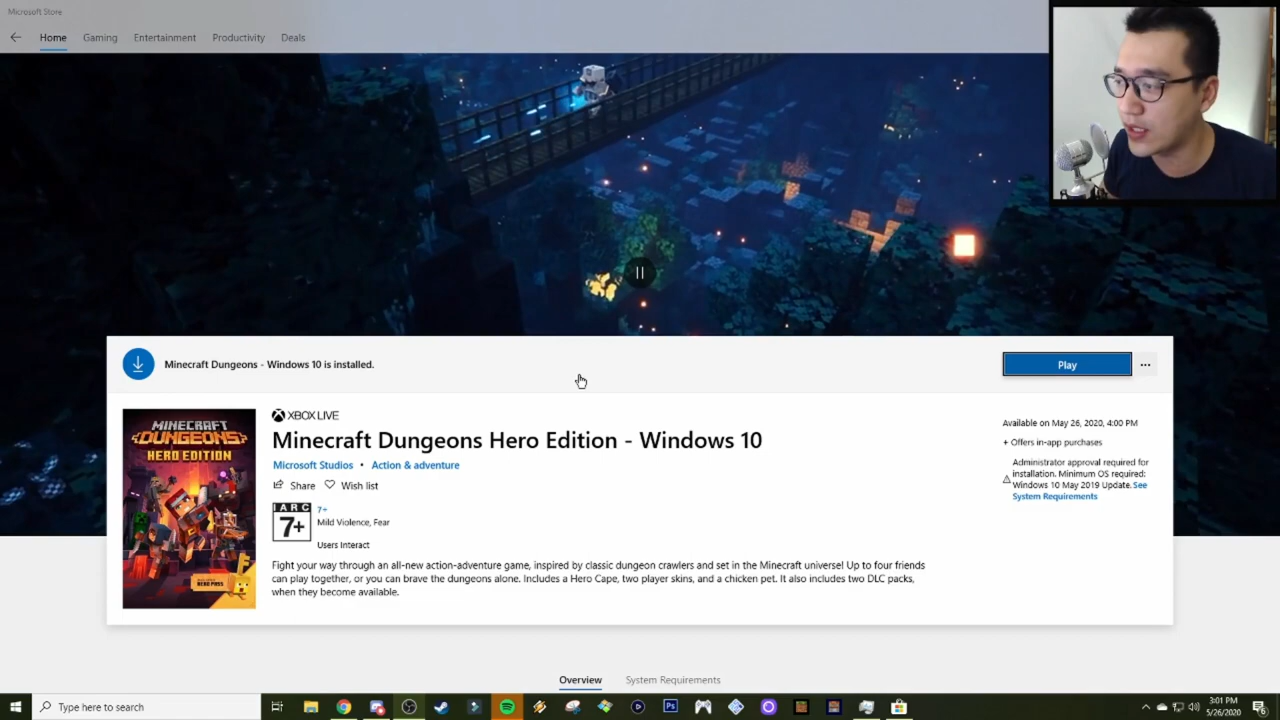 Microsoft Store
Home Gaming Entertainment Productivity Deals
Minecraft Dungeons - Windows 10 is installed.
Play
...
MINECRAFT
DUNGEONS
HERO EDITION
HERO PASS
XBOX LIVE
Minecraft Dungeons Hero Edition - Windows 10
Microsoft Studios • Action & adventure
Share Wish list
IARC
7+
7+
Mild Violence, Fear
Users Interact
Fight your way through an all-new action-adventure game, inspired by classic dungeon crawlers and set in the Minecraft universe! Up to four friends
can play together, or you can brave the dungeons alone. Includes a Hero Cape, two player skins, and a chicken pet. It also includes two DLC packs,
when they become available.
Available on May 26, 2020, 4:00 PM
+ Offers in-app purchases
Administrator approval required for
installation. Minimum OS required:
Windows 10 May 2019 Update. See
System Requirements
Overview System Requirements
Type here to search
Ps
3:01 PM
5/26/2020